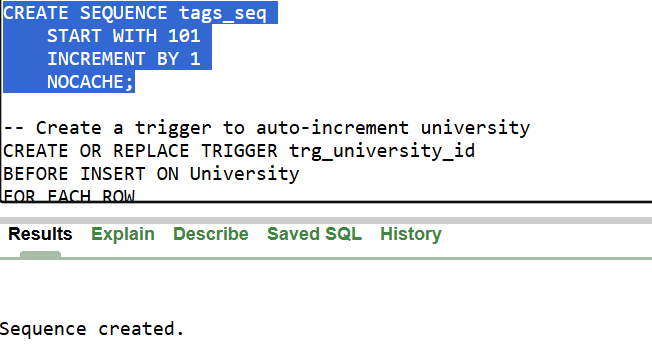 CREATE SEQUENCE tags_seq
START WITH 101
INCREMENT BY 1
NOCACHE;
-- Create a trigger to auto-increment university
CREATE OR REPLACE TRIGGER trg_university_id
BEFORE INSERT ON University
FOR EACH ROW
Results Explain Describe Saved SQL History
Sequence created.